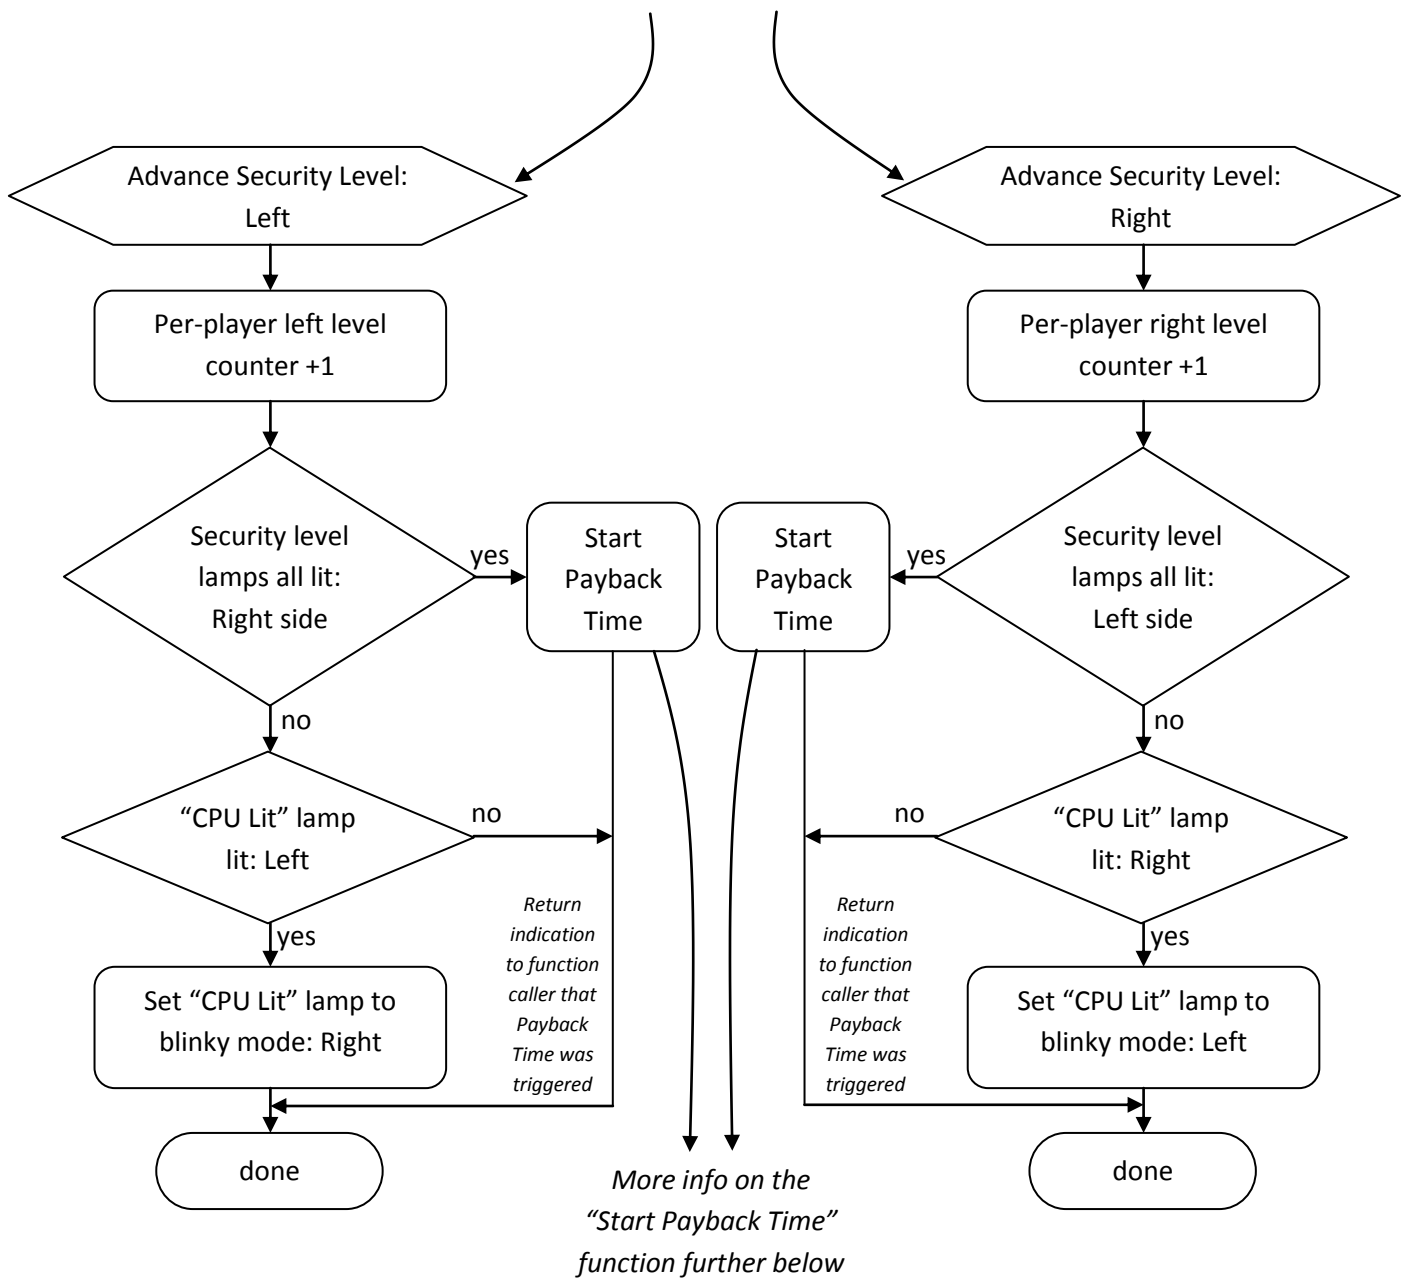 Advance Security Level:
Left
Per-player left level
counter +1
Security level
lamps all lit:
Right side
yes
Start
Payback
Time
no
“CPU Lit” lamp
lit: Left
no
yes
Return
indication
to function
caller that
Payback
Time was
triggered
Set “CPU Lit” lamp to
blinky mode: Right
done
Advance Security Level:
Right
Per-player right level
counter +1
Security level
lamps all lit:
Left side
yes
Start
Payback
Time
no
“CPU Lit” lamp
lit: Right
no
yes
Return
indication
to function
caller that
Payback
Time was
triggered
Set “CPU Lit” lamp to
blinky mode: Left
done
More info on the
“Start Payback Time”
function further below